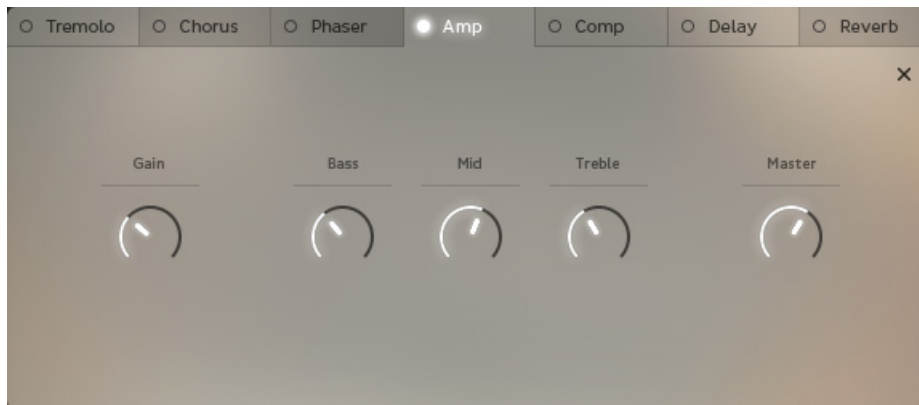 Tremolo Chorus Phaser Amp Comp Delay Reverb
Gain Bass Mid Treble Master